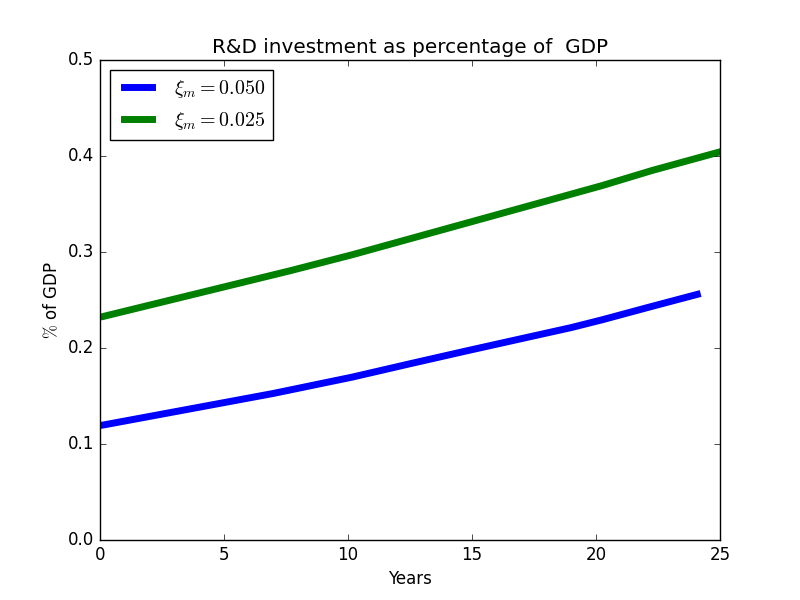 R&D investment as percentage of  GDP
ξm = 0.050
ξm = 0.025
0.5
0.4
0.3
0.2
0.1
0.0
% of GDP
0 5 10 15 20 25
Years